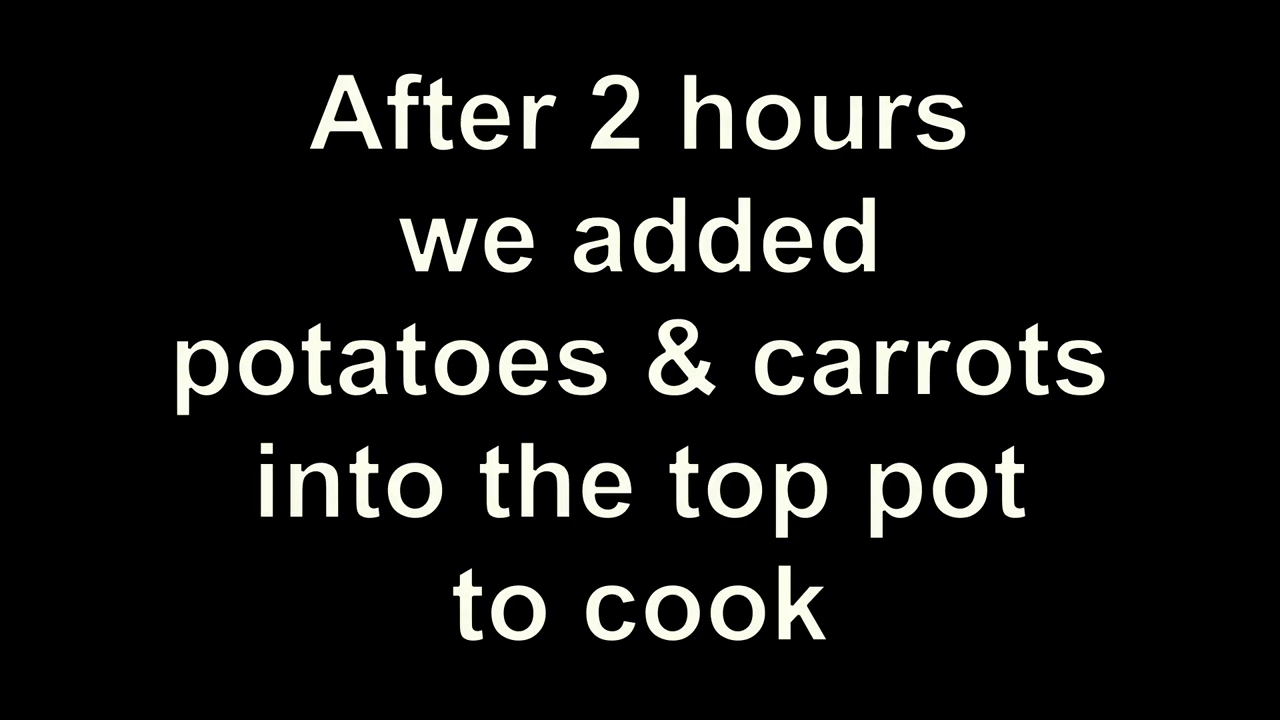 After 2 hours
we added
potatoes & carrots
into the top pot
to cook